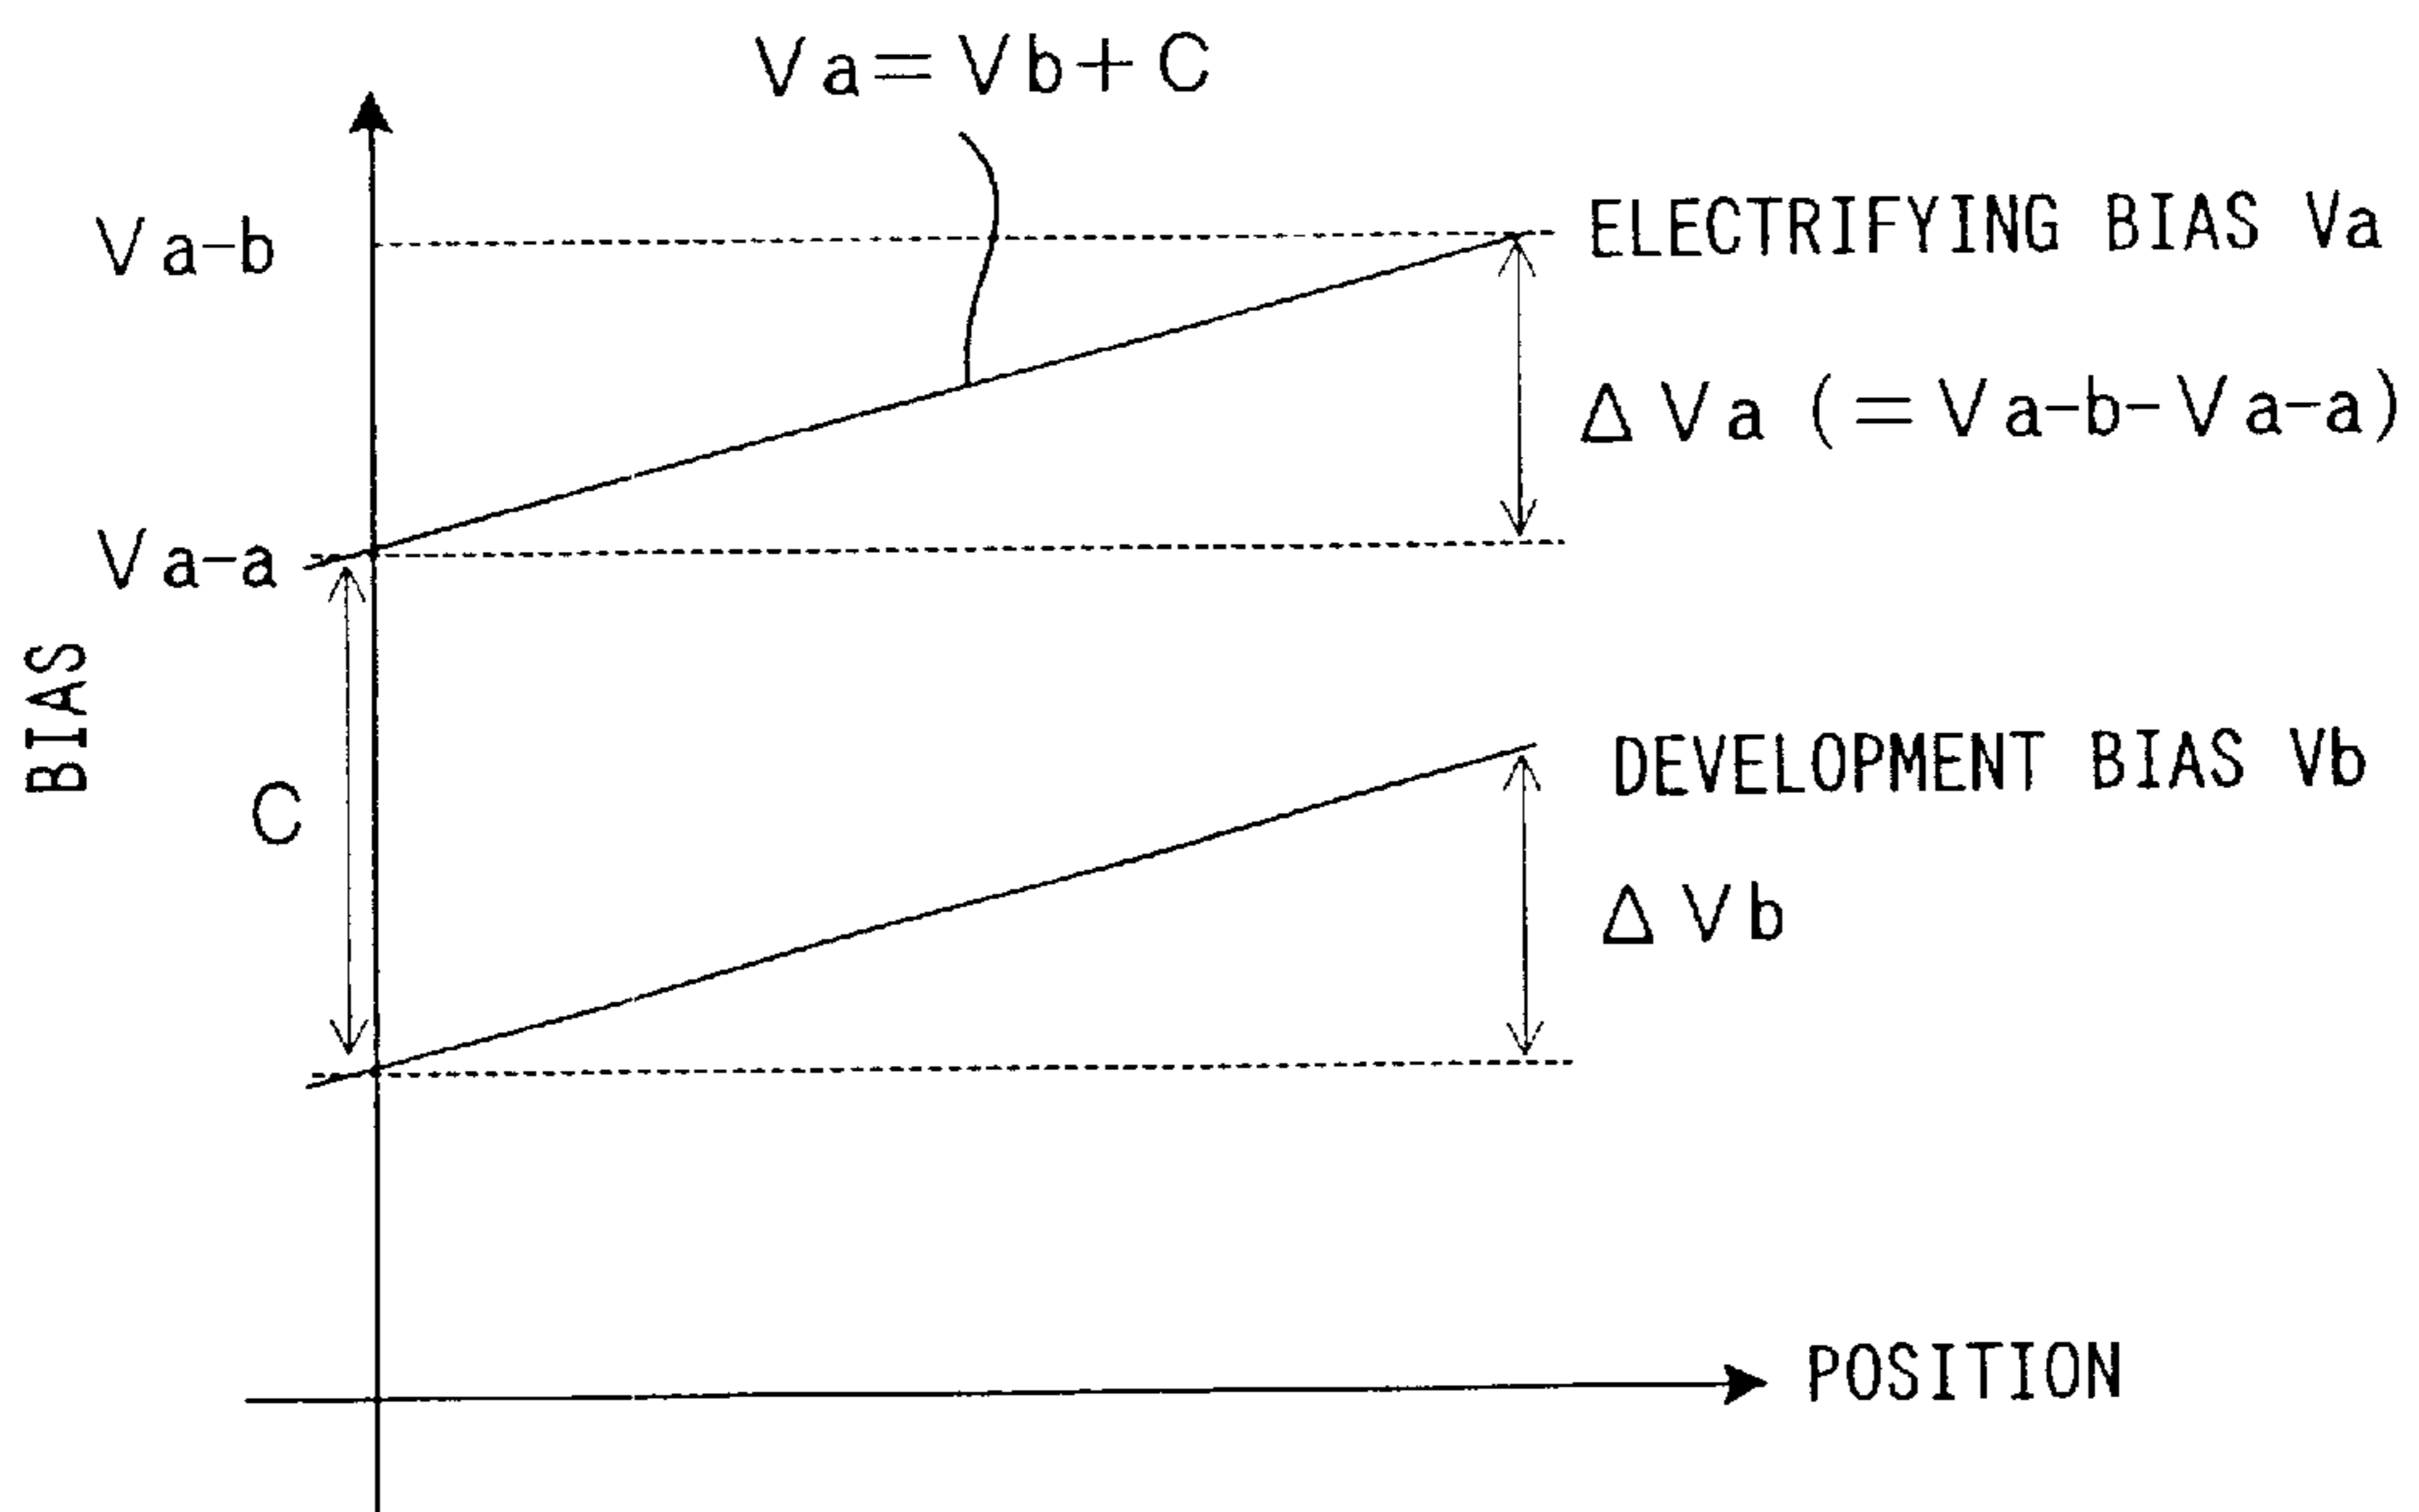 Va=Vb+C
Va-b
ELECTRIFYING BIAS Va
ΔVa (=Va-b-Va-a)
Va-a
BIAS
C
DEVELOPMENT BIAS Vb
ΔVb
POSITION